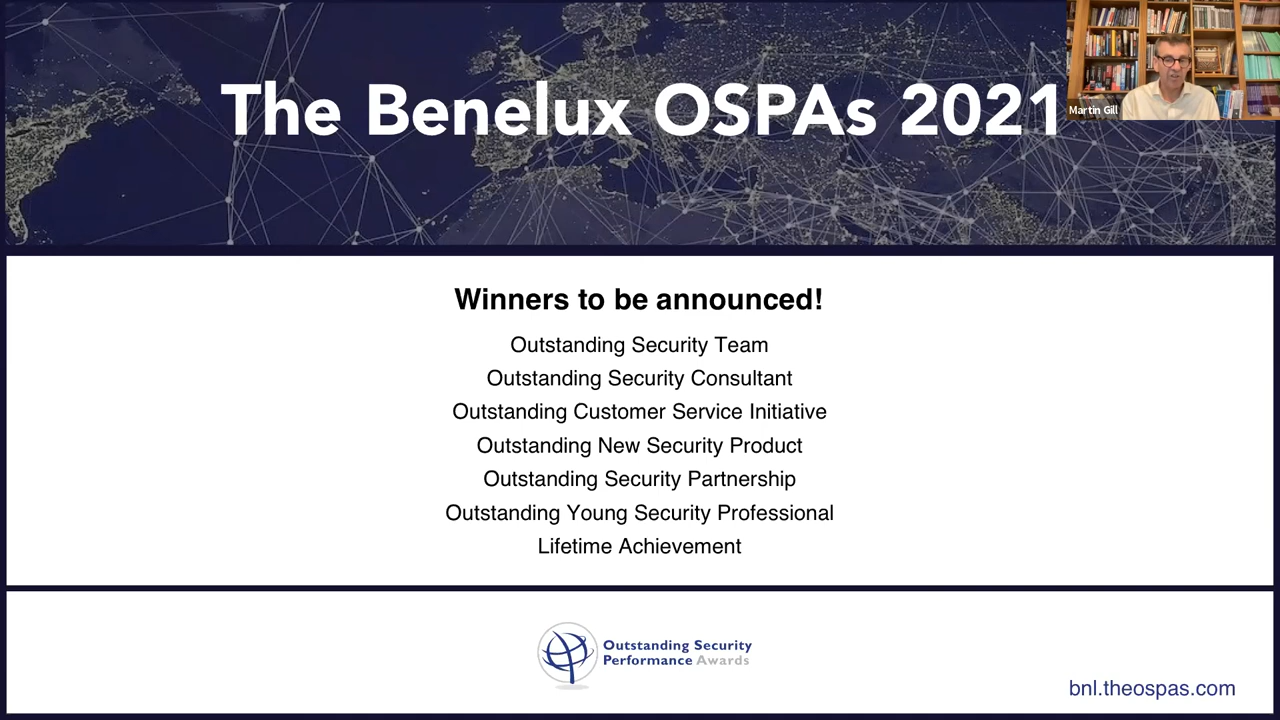 The Benelux OSPAs 2021
Martin Gill
Winners to be announced!
Outstanding Security Team
Outstanding Security Consultant
Outstanding Customer Service Initiative
Outstanding New Security Product
Outstanding Security Partnership
Outstanding Young Security Professional
Lifetime Achievement
Outstanding Security
Performance Awards
bnl.theospas.com